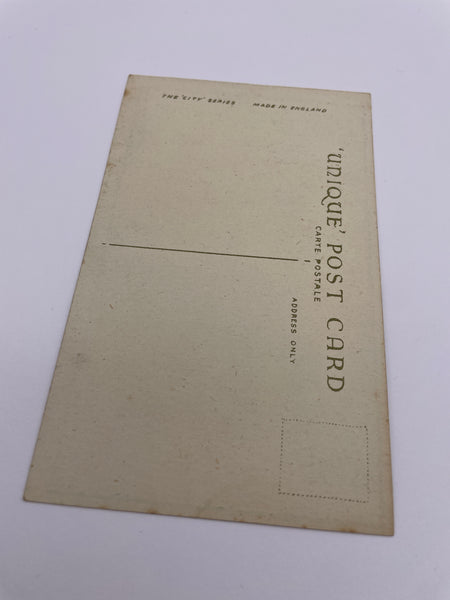 'UNIQUE' POST CARD
CARTE POSTALE
ADDRESS ONLY
THE 'CITY' SERIES MADE IN ENGLAND